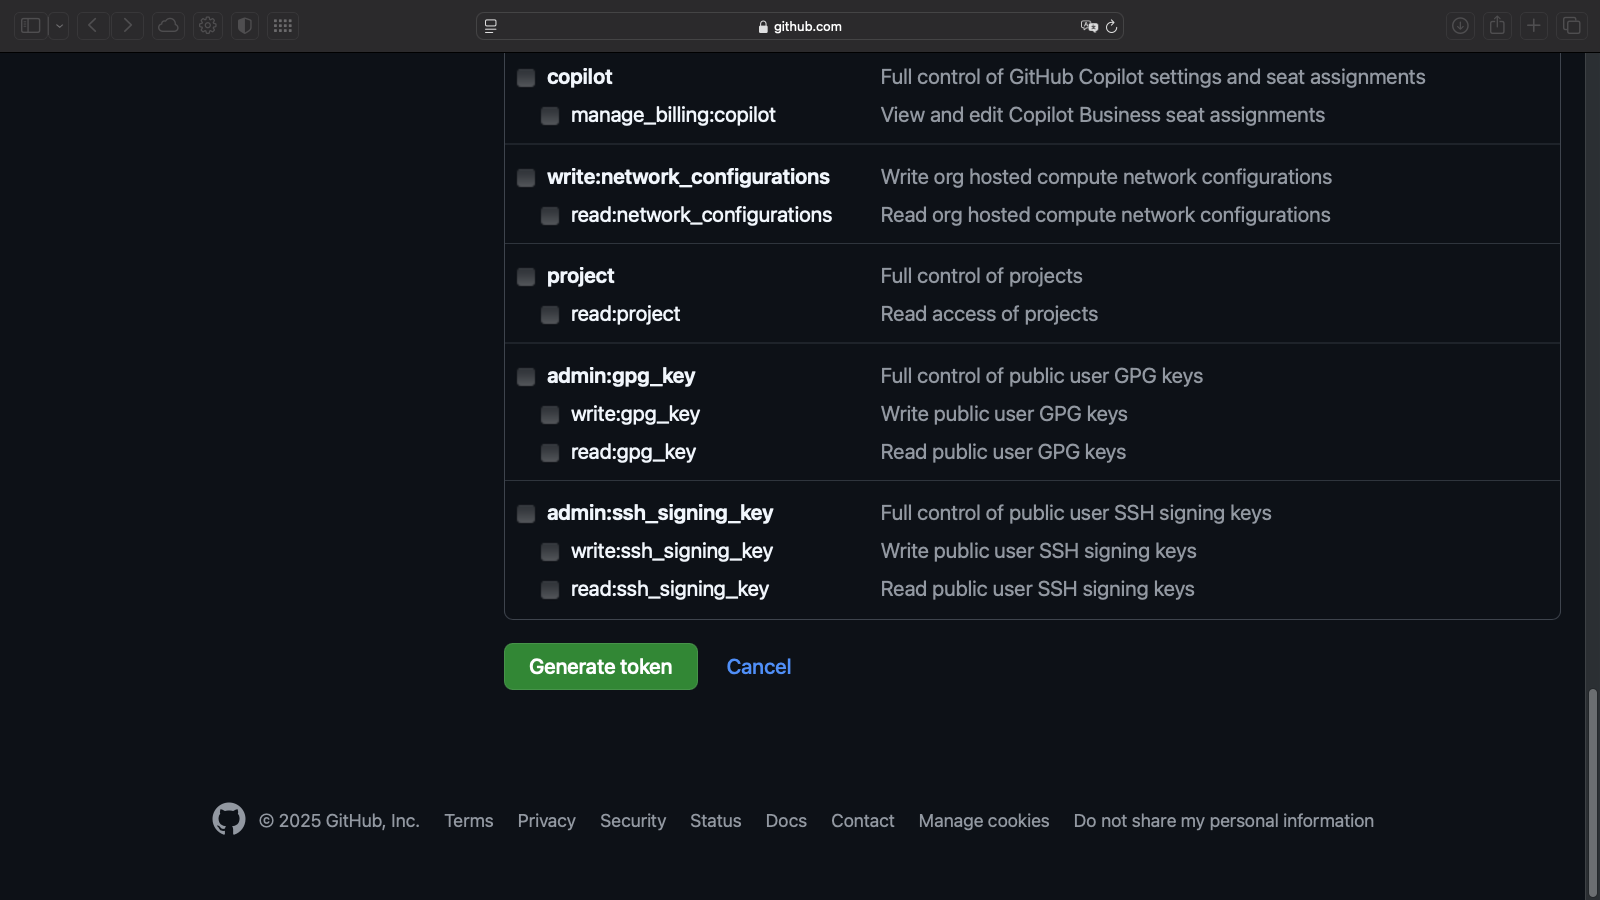 github.com
copilot Full control of GitHub Copilot settings and seat assignments
manage_billing:copilot View and edit Copilot Business seat assignments
write:network_configurations Write org hosted compute network configurations
read:network_configurations Read org hosted compute network configurations
project Full control of projects
read:project Read access of projects
admin:gpg_key Full control of public user GPG keys
write:gpg_key Write public user GPG keys
read:gpg_key Read public user GPG keys
admin:ssh_signing_key Full control of public user SSH signing keys
write:ssh_signing_key Write public user SSH signing keys
read:ssh_signing_key Read public user SSH signing keys
Generate token Cancel
© 2025 GitHub, Inc. Terms Privacy Security Status Docs Contact Manage cookies Do not share my personal information